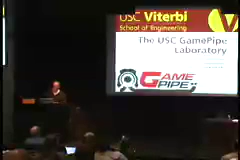 USC Viterbi
School of Engineering
The USC GamePipe
Laboratory
GAME
PIPE